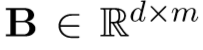 𝐁 ∈ ℝ^{d×m}